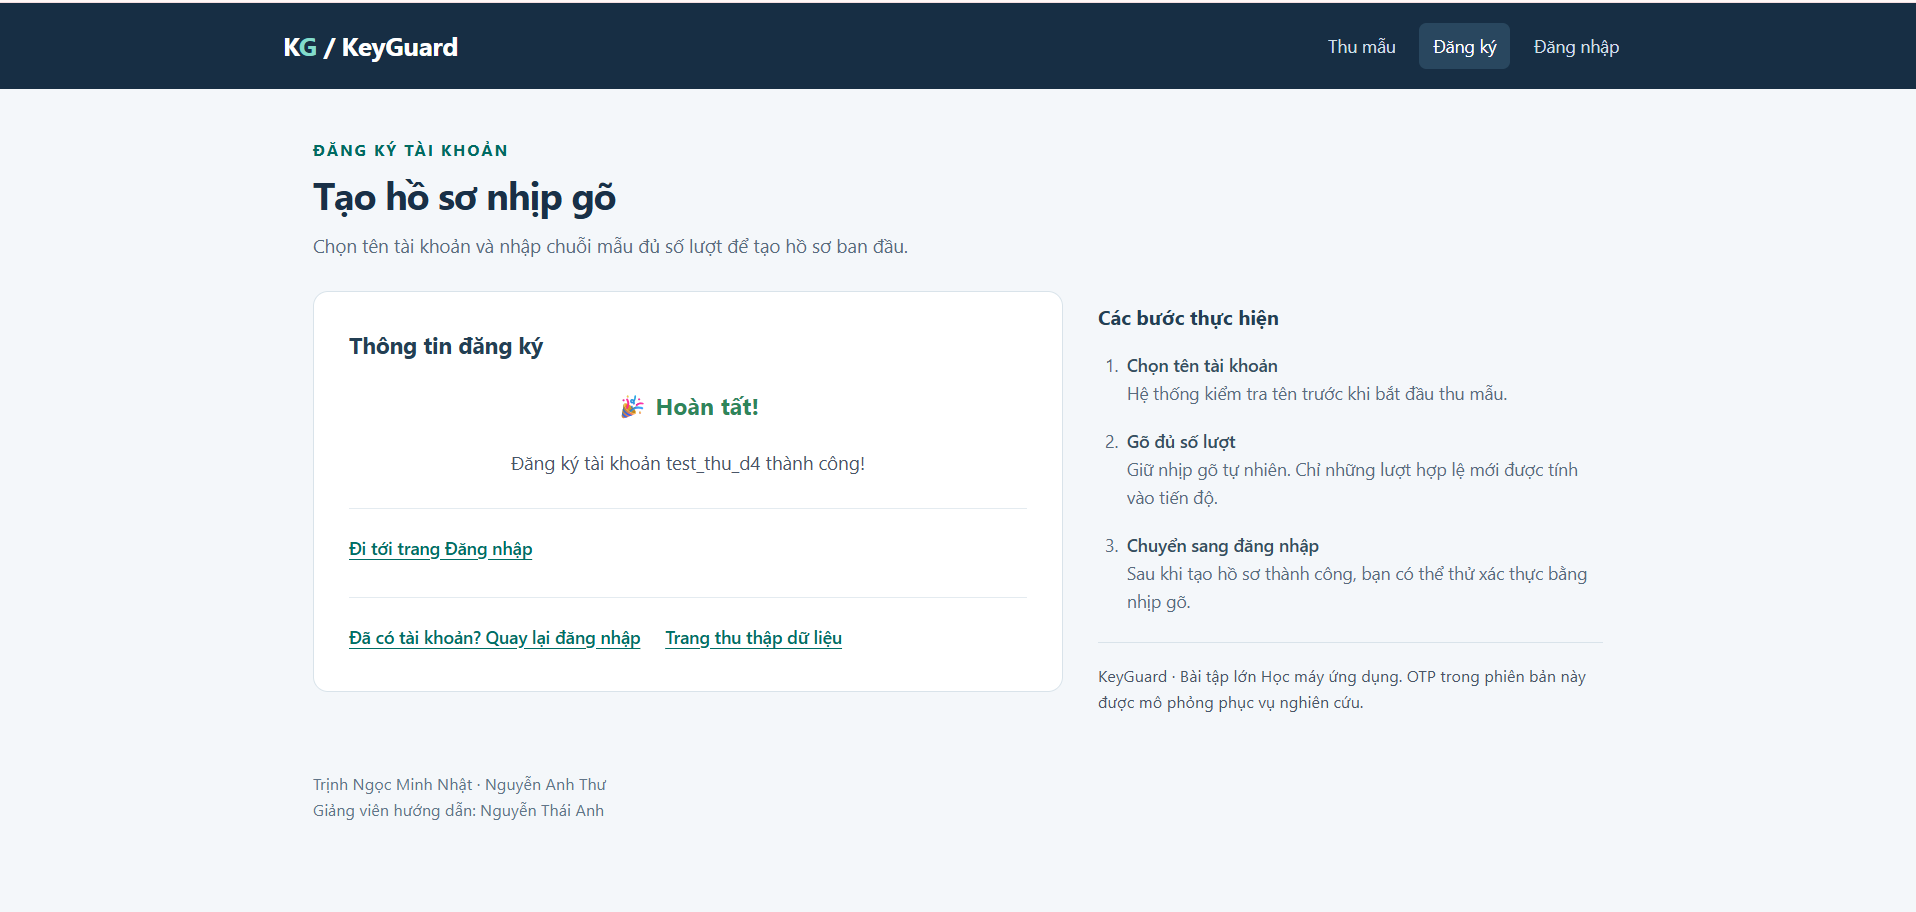 KG / KeyGuard
Thu mẫu
Đăng ký
Đăng nhập
ĐĂNG KÝ TÀI KHOẢN
Tạo hồ sơ nhịp gõ
Chọn tên tài khoản và nhập chuỗi mẫu đủ số lượt để tạo hồ sơ ban đầu.
Thông tin đăng ký
🎉 Hoàn tất!
Đăng ký tài khoản test_thu_d4 thành công!
Đi tới trang Đăng nhập
Đã có tài khoản? Quay lại đăng nhập
Trang thu thập dữ liệu
Các bước thực hiện
1. Chọn tên tài khoản
Hệ thống kiểm tra tên trước khi bắt đầu thu mẫu.
2. Gõ đủ số lượt
Giữ nhịp gõ tự nhiên. Chỉ những lượt hợp lệ mới được tính
vào tiến độ.
3. Chuyển sang đăng nhập
Sau khi tạo hồ sơ thành công, bạn có thể thử xác thực bằng
nhịp gõ.
KeyGuard · Bài tập lớn Học máy ứng dụng. OTP trong phiên bản này
được mô phỏng phục vụ nghiên cứu.
Trịnh Ngọc Minh Nhật · Nguyễn Anh Thư
Giảng viên hướng dẫn: Nguyễn Thái Anh